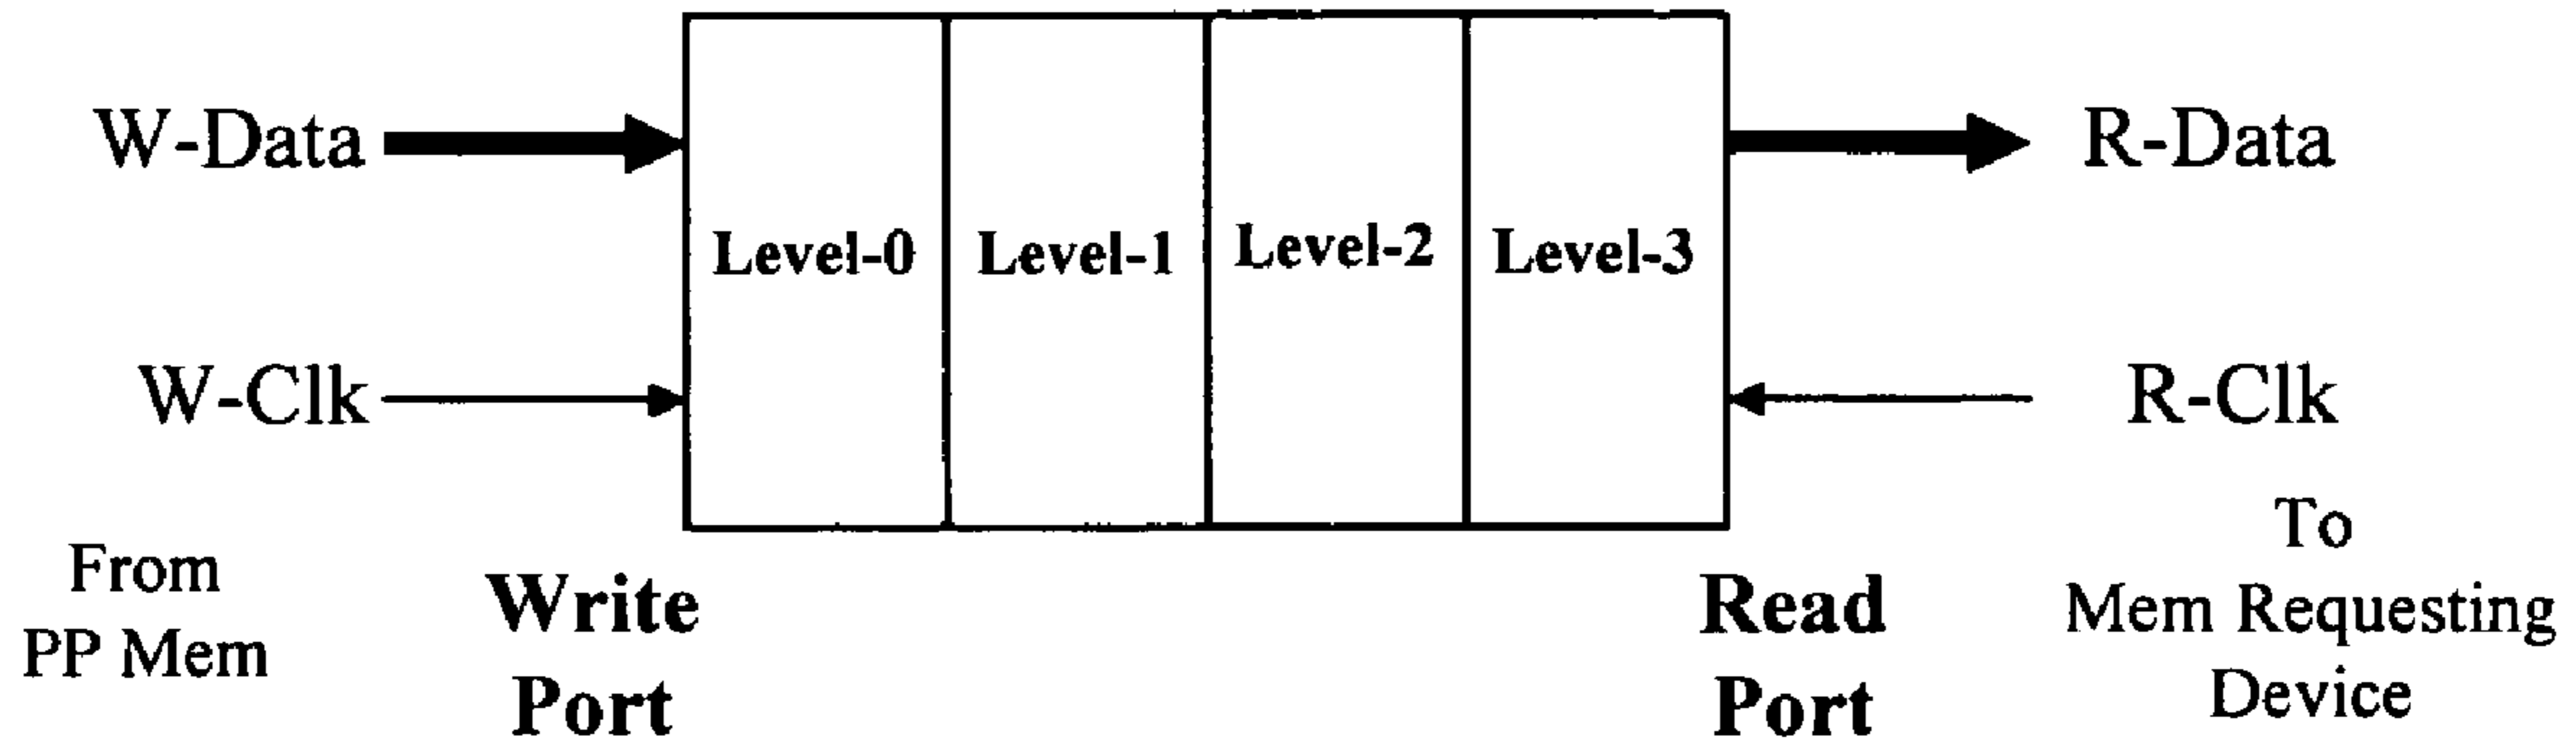 W-Data
R-Data
Level-0
Level-1
Level-2
Level-3
W-Clk
R-Clk
From
PP Mem
Write
Port
Read
Port
To
Mem Requesting
Device